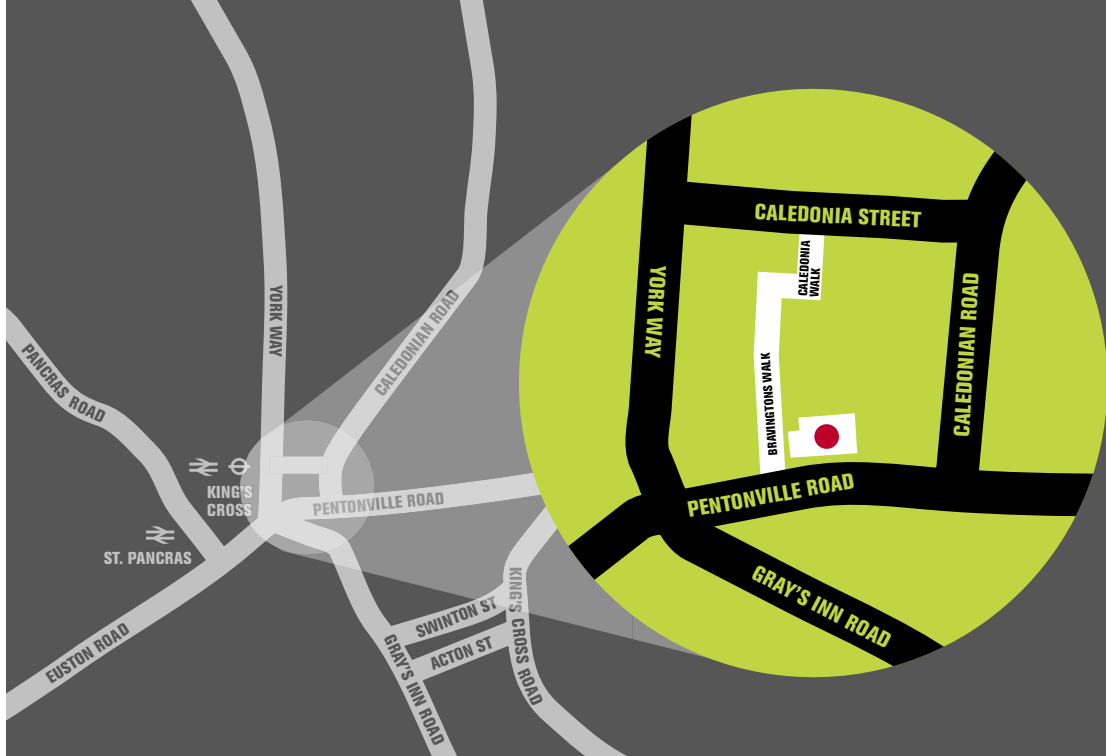 YORK WAY
CALEDONIAN ROAD
PANCRAS ROAD
KING'S
CROSS
ST. PANCRAS
PENTONVILLE ROAD
EUSTON ROAD
SWINTON ST
ACTON ST
GRAY'S INN ROAD
KING'S CROSS ROAD
CALEDONIA STREET
CALEDONIA
WALK
YORK WAY
CALEDONIAN ROAD
BRAVINGTONS WALK
PENTONVILLE ROAD
GRAY'S INN ROAD